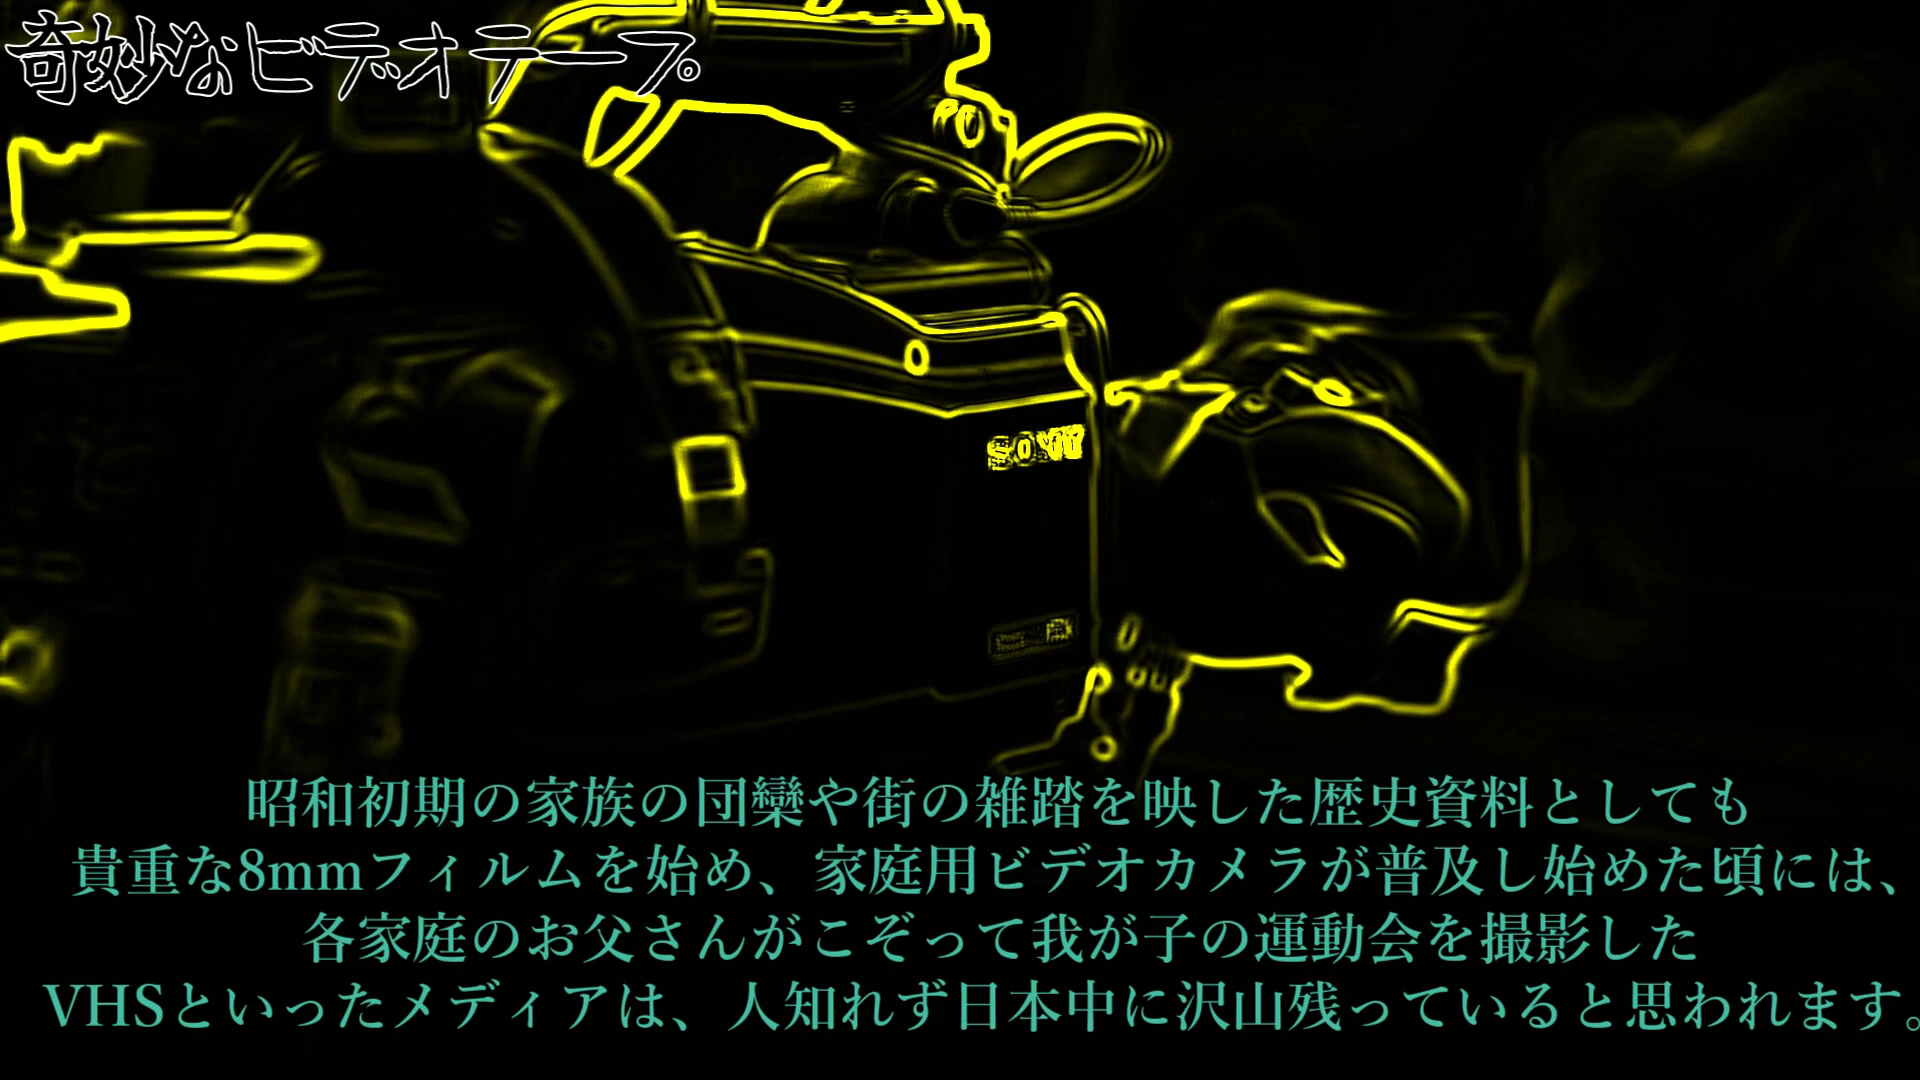 奇妙なビデオテープ
SONY
昭和初期の家族の団欒や街の雑踏を映した歴史資料としても
貴重な8mmフィルムを始め、家庭用ビデオカメラが普及し始めた頃には、
各家庭のお父さんがこぞって我が子の運動会を撮影した
VHSといったメディアは、人知れず日本中に沢山残っていると思われます。